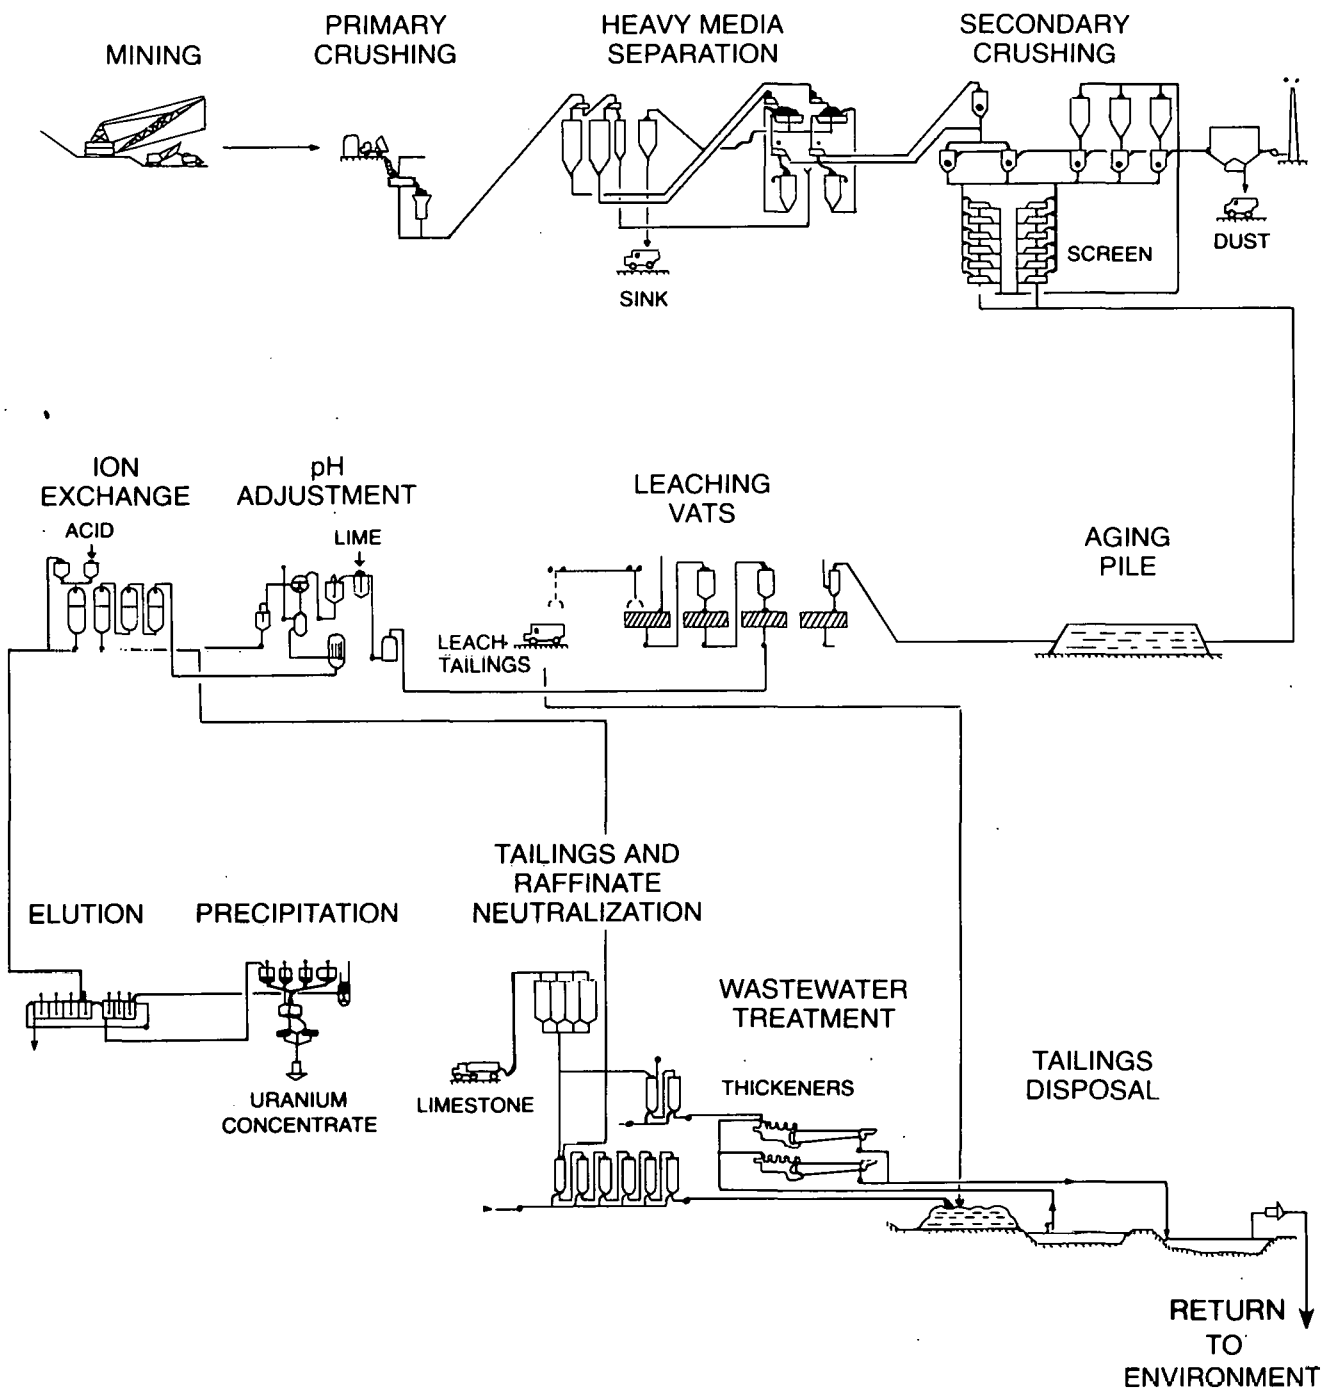 MINING
PRIMARY
CRUSHING
HEAVY MEDIA
SEPARATION
SECONDARY
CRUSHING
SINK
SCREEN
DUST
ION
EXCHANGE
ACID
pH
ADJUSTMENT
LIME
LEACHING
VATS
LEACH
TAILINGS
AGING
PILE
ELUTION
PRECIPITATION
URANIUM
CONCENTRATE
TAILINGS AND
RAFFINATE
NEUTRALIZATION
LIMESTONE
WASTEWATER
TREATMENT
THICKENERS
TAILINGS
DISPOSAL
RETURN
TO
ENVIRONMENT